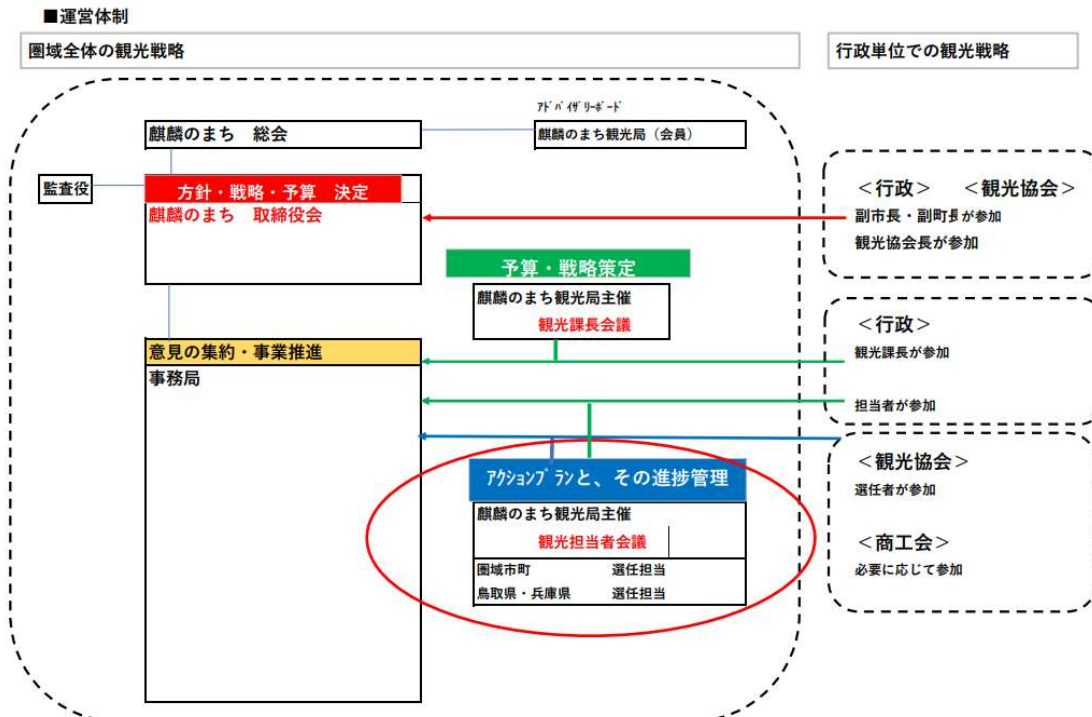 ■運営体制
圏域全体の観光戦略
行政単位での観光戦略
ｱﾄﾞﾊﾞｲｻﾞﾘｰﾎﾞｰﾄﾞ
麒麟のまち　総会
麒麟のまち観光局（会員）
監査役
方針・戦略・予算　決定
麒麟のまち　取締役会
＜行政＞　＜観光協会＞
副市長・副町長が参加
観光協会長が参加
予算・戦略策定
麒麟のまち観光局主催
観光課長会議
＜行政＞
観光課長が参加
担当者が参加
意見の集約・事業推進
事務局
アクションプランと、その進捗管理
麒麟のまち観光局主催
観光担当者会議
圏域市町　選任担当
鳥取県・兵庫県　選任担当
＜観光協会＞
選任者が参加
＜商工会＞
必要に応じて参加